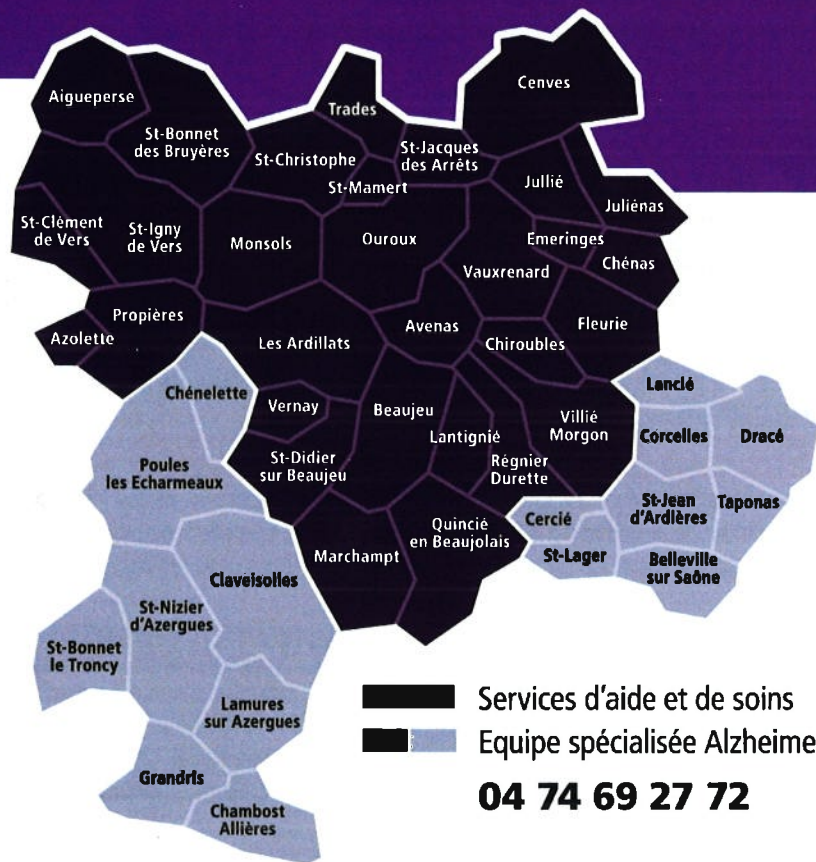 Aigueperse
Cenves
Trades
St-Bonnet
des Bruyères
St-Christophe
St-Jacques
des Arrêts
St-Mamert
Jullié
Juliénas
St-Clément
de Vers
St-Igny
de Vers
Monsols
Ouroux
Emeringes
Chénas
Vauxrenard
Propières
Azolette
Les Ardillats
Avenas
Chiroubles
Fleurie
Chénelette
Vernay
Beaujeu
Lantignié
Villié
Morgon
Lancié
Corcelles
Dracé
Poules
les Echarmeaux
St-Didier
sur Beaujeu
Régnier
Durette
St-Jean
d'Ardières
Taponas
Marchampt
Quincié
en Beaujolais
Cercié
St-Lager
Belleville
sur Saône
Claveisolles
St-Nizier
d'Azergues
St-Bonnet
le Troncy
Lamures
sur Azergues
Grandris
Chambost
Allières
Services d'aide et de soins
Equipe spécialisée Alzheime
04 74 69 27 72